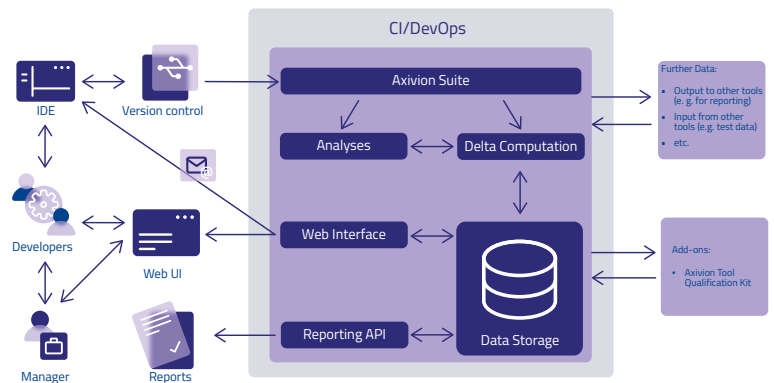 CI/DevOps
Axivion Suite
IDE
Version control
Further Data:
▪ Output to other tools
(e. g. for reporting)
▪ Input from other
tools (e.g. test data)
▪ etc.
Analyses
Delta Computation
@
Developers
Web UI
Web Interface
Add-ons:
▪ Axivion Tool
Qualification Kit
Data Storage
Reporting API
Manager
Reports